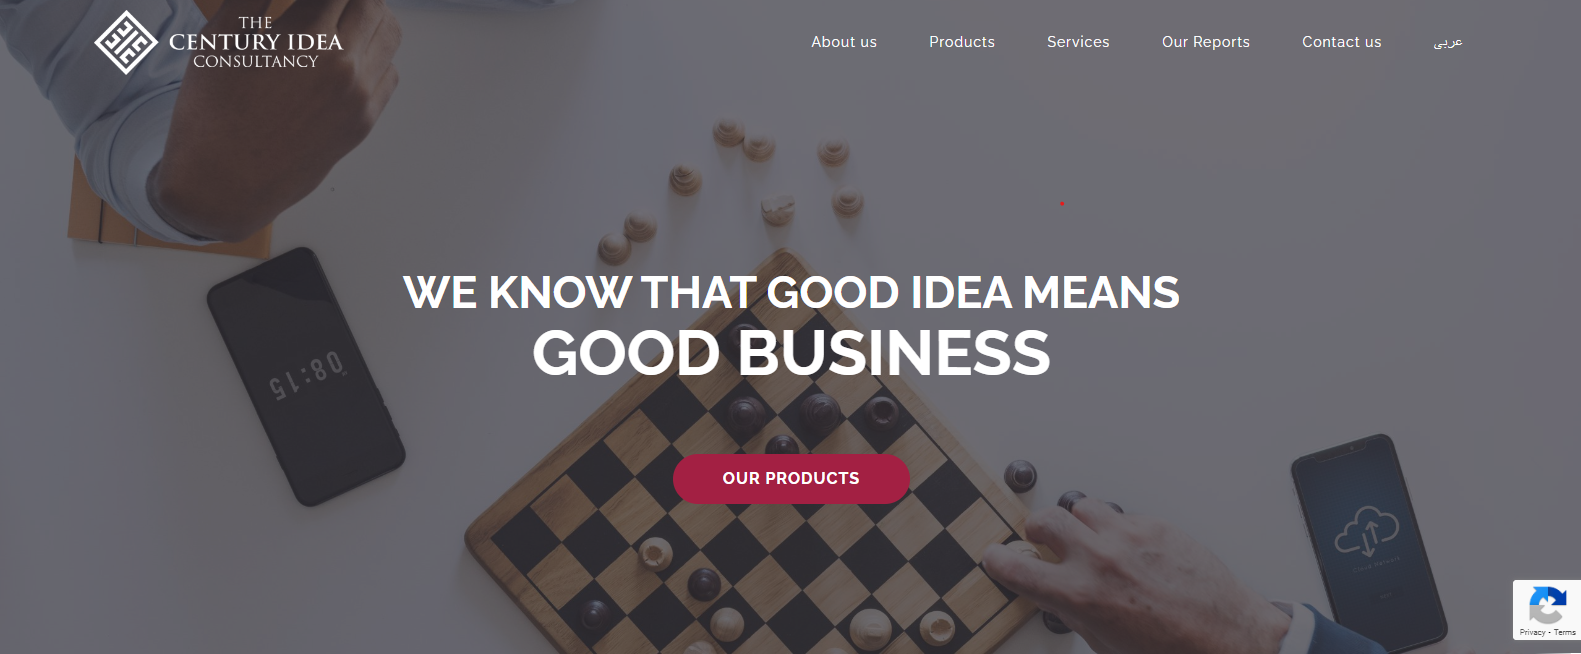 THE
CENTURY IDEA
CONSULTANCY
About us
Products
Services
Our Reports
Contact us
عربي
WE KNOW THAT GOOD IDEA MEANS
GOOD BUSINESS
08:15
OUR PRODUCTS
Privacy - Terms